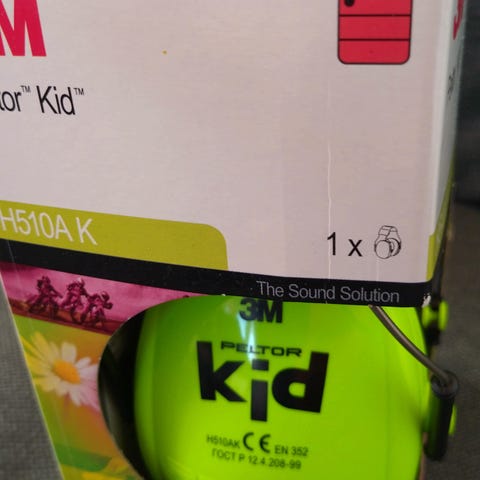 3M
tor™ Kid™
H510A K
1 x
The Sound Solution
3M
PELTOR
kid
H510AK CE EN 352
ГОСТ Р 12.4.208-99